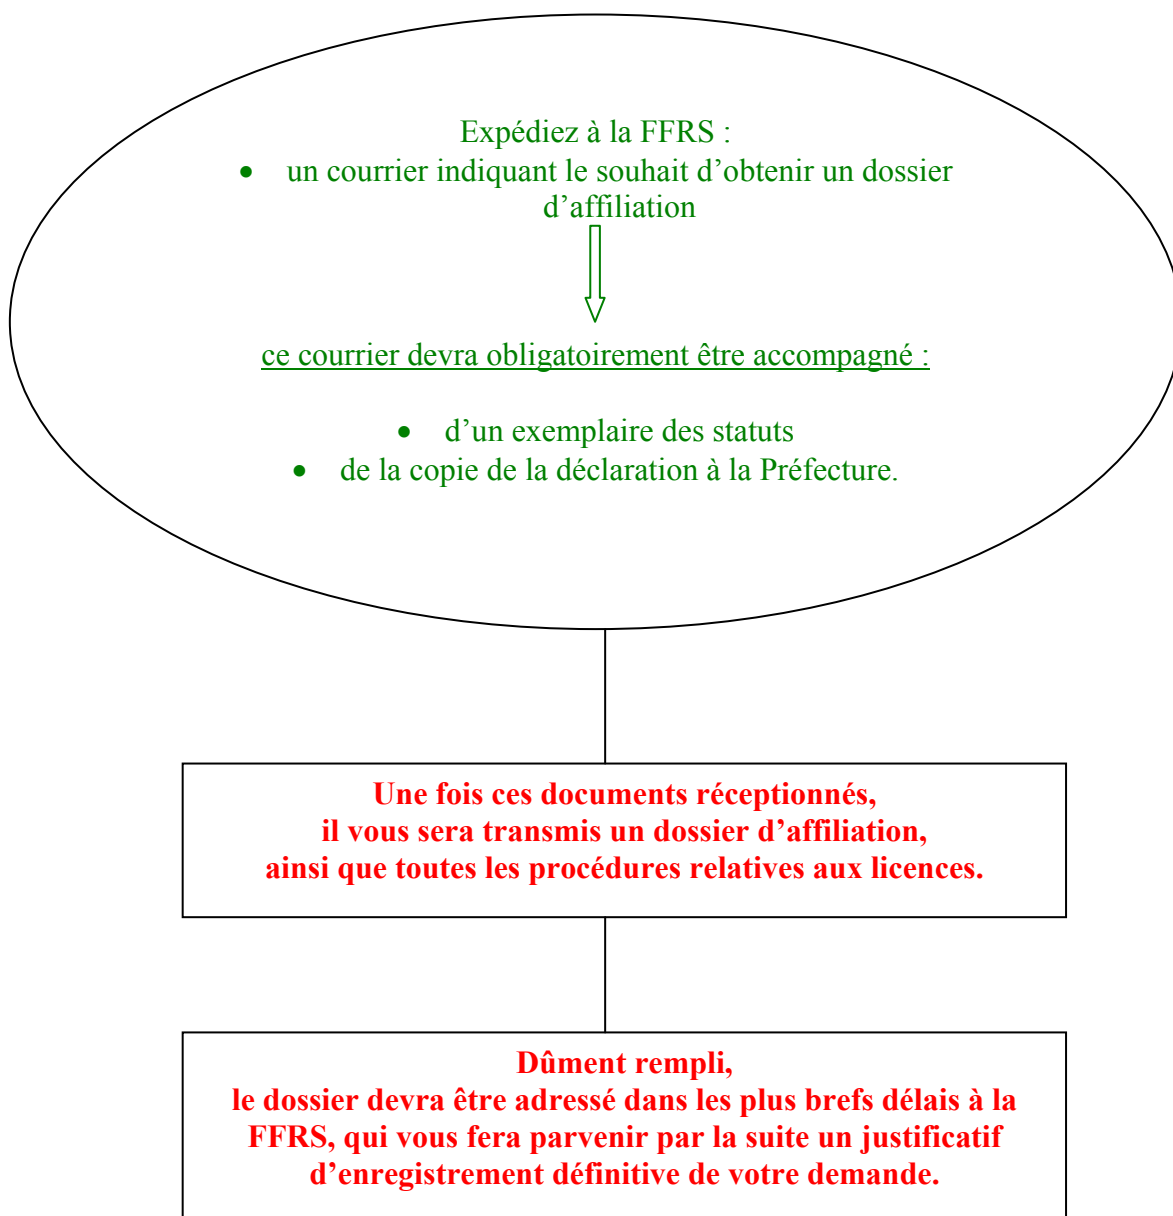 Expédiez à la FFRS :
• un courrier indiquant le souhait d’obtenir un dossier
d’affiliation
ce courrier devra obligatoirement être accompagné :
• d’un exemplaire des statuts
• de la copie de la déclaration à la Préfecture.
Une fois ces documents réceptionnés,
il vous sera transmis un dossier d’affiliation,
ainsi que toutes les procédures relatives aux licences.
Dûment rempli,
le dossier devra être adressé dans les plus brefs délais à la
FFRS, qui vous fera parvenir par la suite un justificatif
d’enregistrement définitive de votre demande.